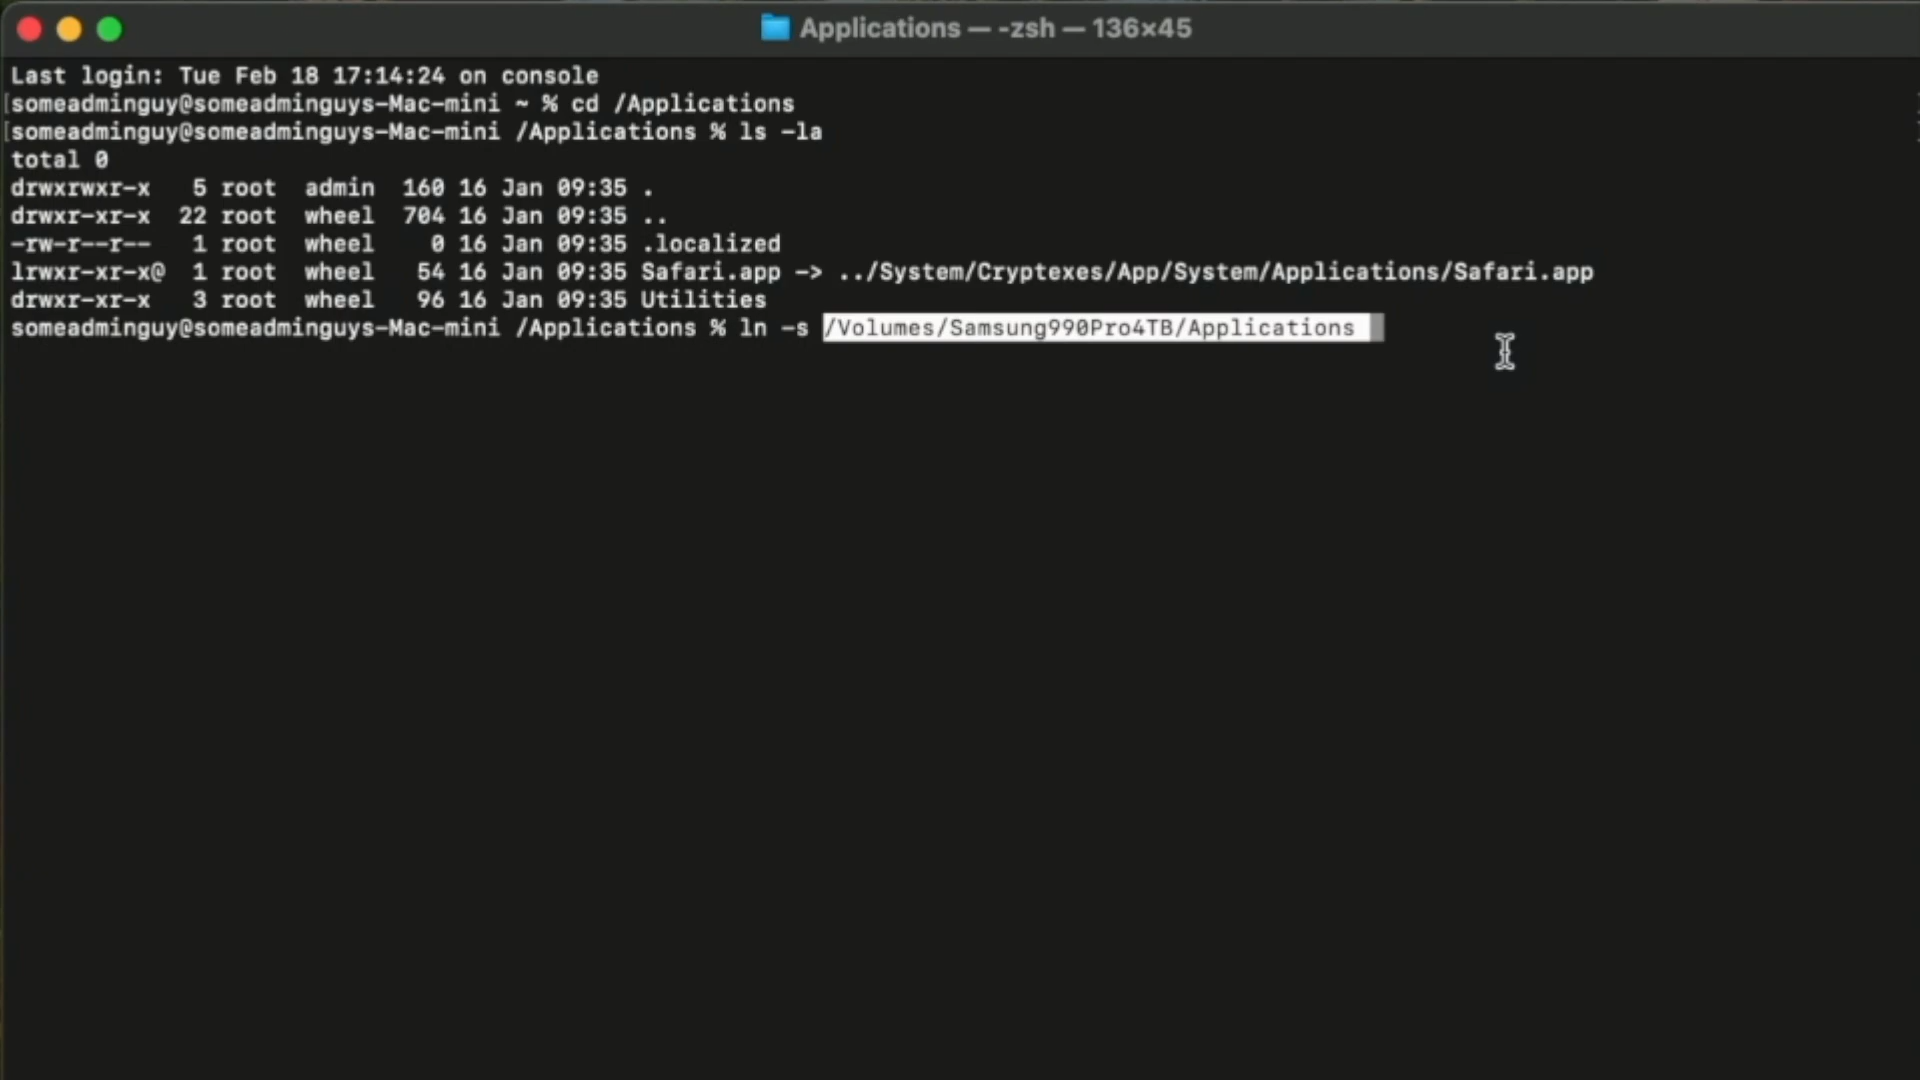 Applications — -zsh — 136×45
Last login: Tue Feb 18 17:14:24 on console
[someadminguy@someadminguys-Mac-mini ~ % cd /Applications
[someadminguy@someadminguys-Mac-mini /Applications % ls -la
total 0
drwxrwxr-x   5 root  admin  160 16 Jan 09:35 .
drwxr-xr-x  22 root  wheel  704 16 Jan 09:35 ..
-rw-r--r--   1 root  wheel    0 16 Jan 09:35 .localized
lrwxr-xr-x@  1 root  wheel   54 16 Jan 09:35 Safari.app -> ../System/Cryptexes/App/System/Applications/Safari.app
drwxr-xr-x   3 root  wheel   96 16 Jan 09:35 Utilities
someadminguy@someadminguys-Mac-mini /Applications % ln -s /Volumes/Samsung990Pro4TB/Applications